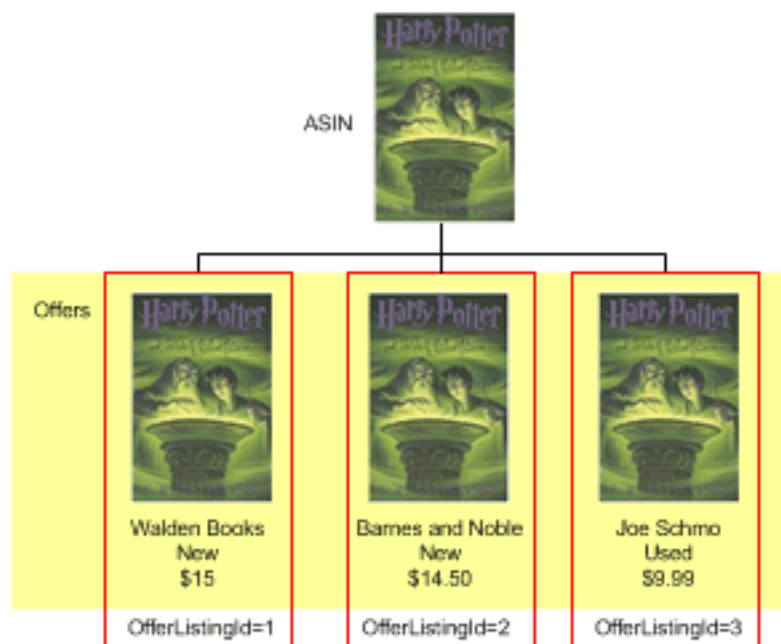 Harry Potter
ASIN
Offers
Harry Potter
Walden Books
New
$15
OfferListingId=1
Harry Potter
Barnes and Noble
New
$14.50
OfferListingId=2
Harry Potter
Joe Schmo
Used
$9.99
OfferListingId=3